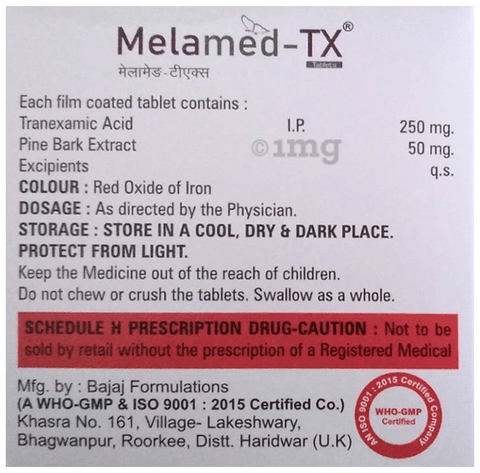 Melamed-TX®
Tablets
मेलामेड-टीएक्स
Each film coated tablet contains :
Tranexamic Acid I.P. 250 mg.
Pine Bark Extract 50 mg.
©1mg
Excipients q.s.
COLOUR : Red Oxide of Iron
DOSAGE : As directed by the Physician.
STORAGE : STORE IN A COOL, DRY & DARK PLACE.
PROTECT FROM LIGHT.
Keep the Medicine out of the reach of children.
Do not chew or crush the tablets. Swallow as a whole.
SCHEDULE H PRESCRIPTION DRUG-CAUTION : Not to be
sold by retail without the prescription of a Registered Medical
Mfg. by : Bajaj Formulations
(A WHO-GMP & ISO 9001 : 2015 Certified Co.)
Khasra No. 161, Village- Lakeshwary,
Bhagwanpur, Roorkee, Distt. Haridwar (U.K)
AN ISO 9001 : 2015 Certified Company
WHO-GMP
Certified